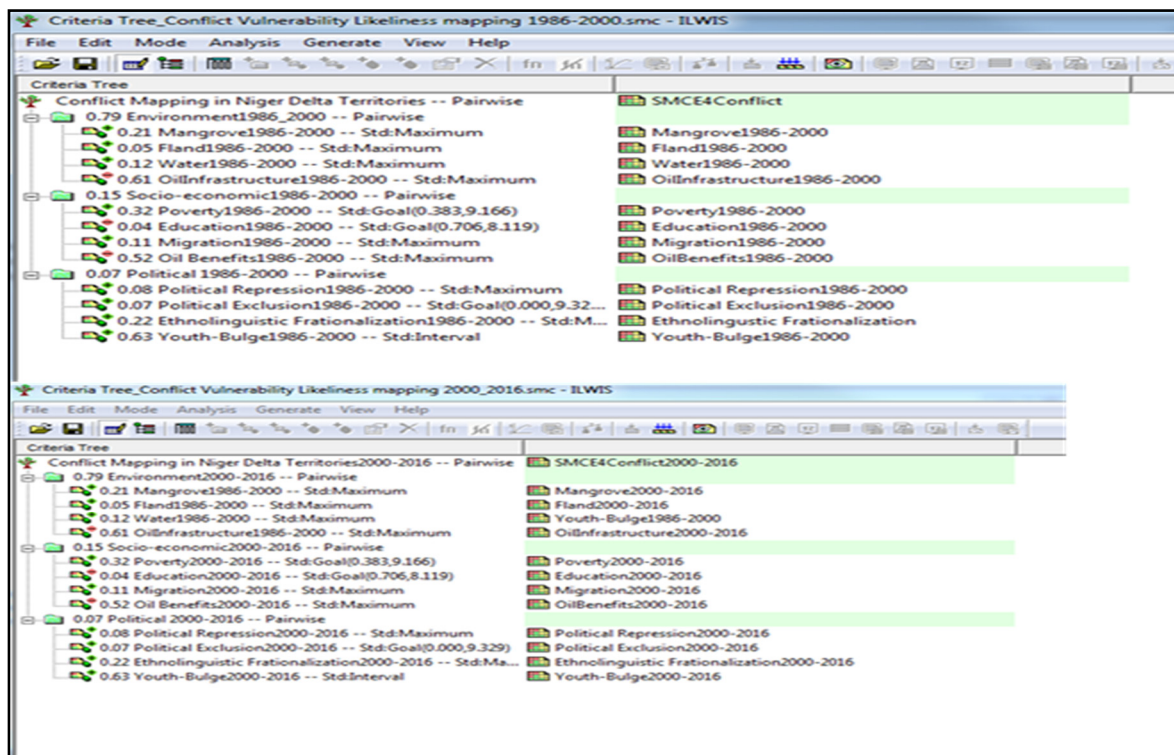 Criteria Tree_Conflict Vulnerability Likeliness mapping 1986-2000.smc - ILWIS
File Edit Mode Analysis Generate View Help
Criteria Tree
Conflict Mapping in Niger Delta Territories -- Pairwise SMCE4Conflict
0.79 Environment1986_2000 -- Pairwise
0.21 Mangrove1986-2000 -- Std:Maximum Mangrove1986-2000
0.05 Fland1986-2000 -- Std:Maximum Fland1986-2000
0.12 Water1986-2000 -- Std:Maximum Water1986-2000
0.61 OilInfrastructure1986-2000 -- Std:Maximum OilInfrastructure1986-2000
0.15 Socio-economic1986-2000 -- Pairwise
0.32 Poverty1986-2000 -- Std:Goal(0.383,9.166) Poverty1986-2000
0.04 Education1986-2000 -- Std:Goal(0.706,8.119) Education1986-2000
0.11 Migration1986-2000 -- Std:Maximum Migration1986-2000
0.52 Oil Benefits1986-2000 -- Std:Maximum OilBenefits1986-2000
0.07 Political 1986-2000 -- Pairwise
0.08 Political Repression1986-2000 -- Std:Maximum Political Repression1986-2000
0.07 Political Exclusion1986-2000 -- Std:Goal(0.000,9.32... Political Exclusion1986-2000
0.22 Ethnolinguistic Frationalization1986-2000 -- Std:M... Ethnolingustic Frationalization
0.63 Youth-Bulge1986-2000 -- Std:Interval Youth-Bulge1986-2000
Criteria Tree_Conflict Vulnerability Likeliness mapping 2000_2016.smc - ILWIS
File Edit Mode Analysis Generate View Help
Criteria Tree
Conflict Mapping in Niger Delta Territories2000-2016 -- Pairwise SMCE4Conflict2000-2016
0.79 Environment2000-2016 -- Pairwise
0.21 Mangrove1986-2000 -- Std:Maximum Mangrove2000-2016
0.05 Fland1986-2000 -- Std:Maximum Fland2000-2016
0.12 Water1986-2000 -- Std:Maximum Youth-Bulge1986-2000
0.61 OilInfrastructure1986-2000 -- Std:Maximum OilInfrastructure2000-2016
0.15 Socio-economic2000-2016 -- Pairwise
0.32 Poverty2000-2016 -- Std:Goal(0.383,9.166) Poverty2000-2016
0.04 Education2000-2016 -- Std:Goal(0.706,8.119) Education2000-2016
0.11 Migration2000-2016 -- Std:Maximum Migration2000-2016
0.52 Oil Benefits2000-2016 -- Std:Maximum OilBenefits2000-2016
0.07 Political 2000-2016 -- Pairwise
0.08 Political Repression2000-2016 -- Std:Maximum Political Repression2000-2016
0.07 Political Exclusion2000-2016 -- Std:Goal(0.000,9.329) Political Exclusion2000-2016
0.22 Ethnolinguistic Frationalization2000-2016 -- Std:Ma... Ethnolinguistic Frationalization2000-2016
0.63 Youth-Bulge2000-2016 -- Std:Interval Youth-Bulge2000-2016